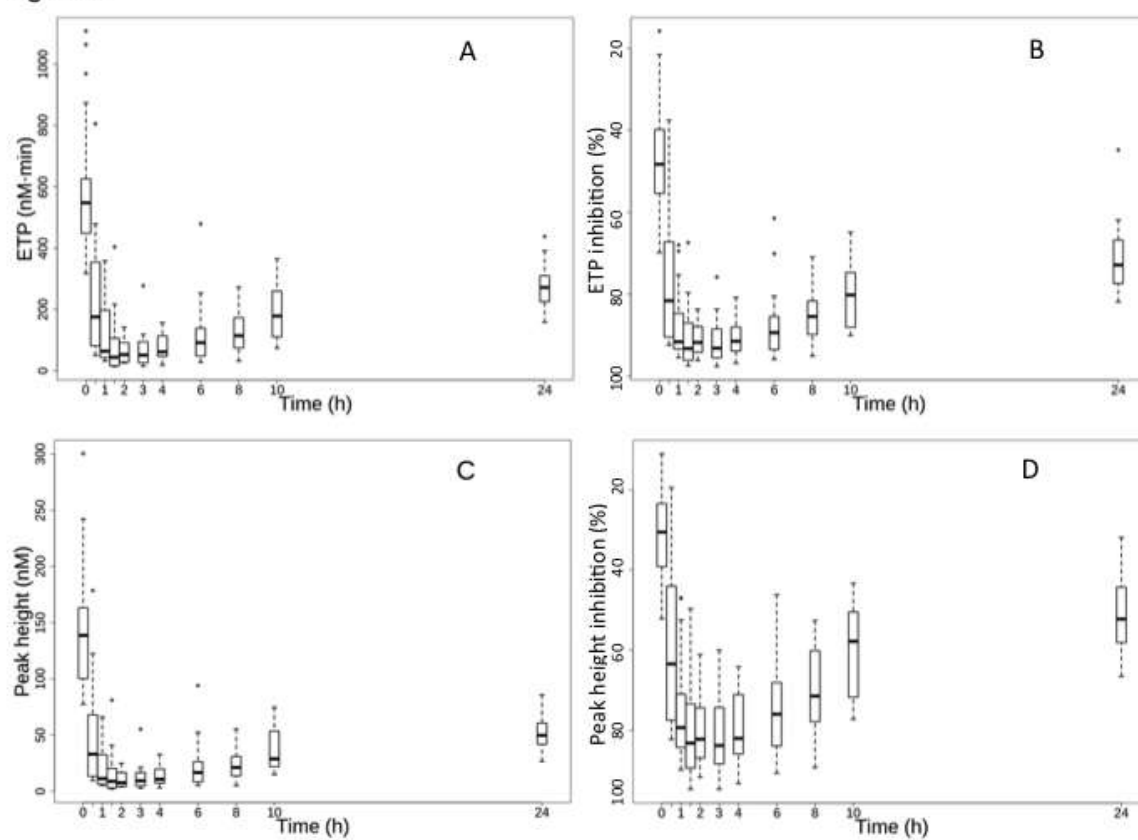 A
ETP (nM-min)
0 200 400 600 800 1000
0 1 2 3 4 6 8 10 24
Time (h)
B
ETP inhibition (%)
20 40 60 80 100
0 1 2 3 4 6 8 10 24
Time (h)
C
Peak height (nM)
0 50 100 150 200 250 300
0 1 2 3 4 6 8 10 24
Time (h)
D
Peak height inhibition (%)
20 40 60 80 100
0 1 2 3 4 6 8 10 24
Time (h)